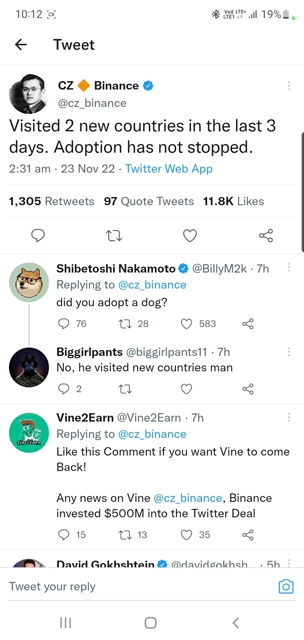 10:12 19%
Tweet
CZ 🔶 Binance
@cz_binance
Visited 2 new countries in the last 3
days. Adoption has not stopped.
2:31 am · 23 Nov 22 · Twitter Web App
1,305 Retweets 97 Quote Tweets 11.8K Likes
Shibetoshi Nakamoto @BillyM2k · 7h
Replying to @cz_binance
did you adopt a dog?
76 28 583
Biggirlpants @biggirlpants11 · 7h
No, he visited new countries man
2
Vine2Earn @Vine2Earn · 7h
Replying to @cz_binance
Like this Comment if you want Vine to come
Back!
Any news on Vine @cz_binance, Binance
invested $500M into the Twitter Deal
15 13 35
David Gokhshtein @davidgokhsh... · 5h
Tweet your reply